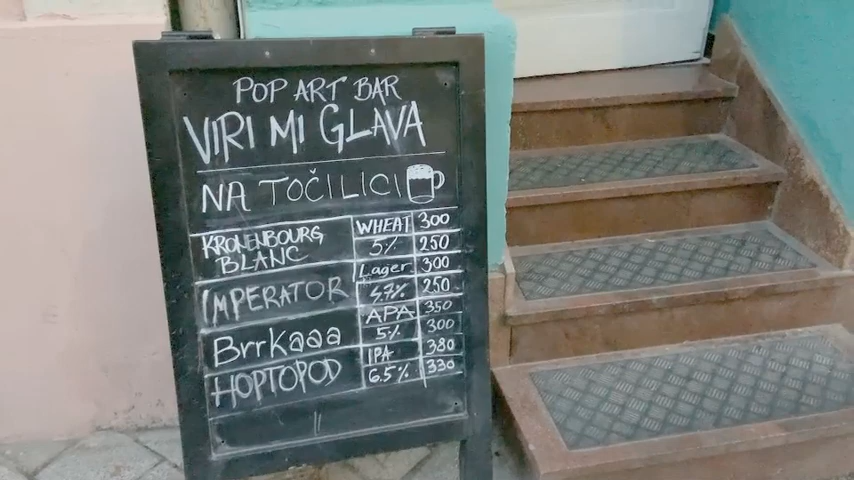 POP ART BAR
VIRI MI GLAVA
NA TOČILICI
KRONENBOURG BLANC WHEAT 300
5% 250
IMPERATOR Lager 300
4.7% 250
Brrkaaa APA 350
5% 300
HOPTOPOD IPA 380
6.5% 330